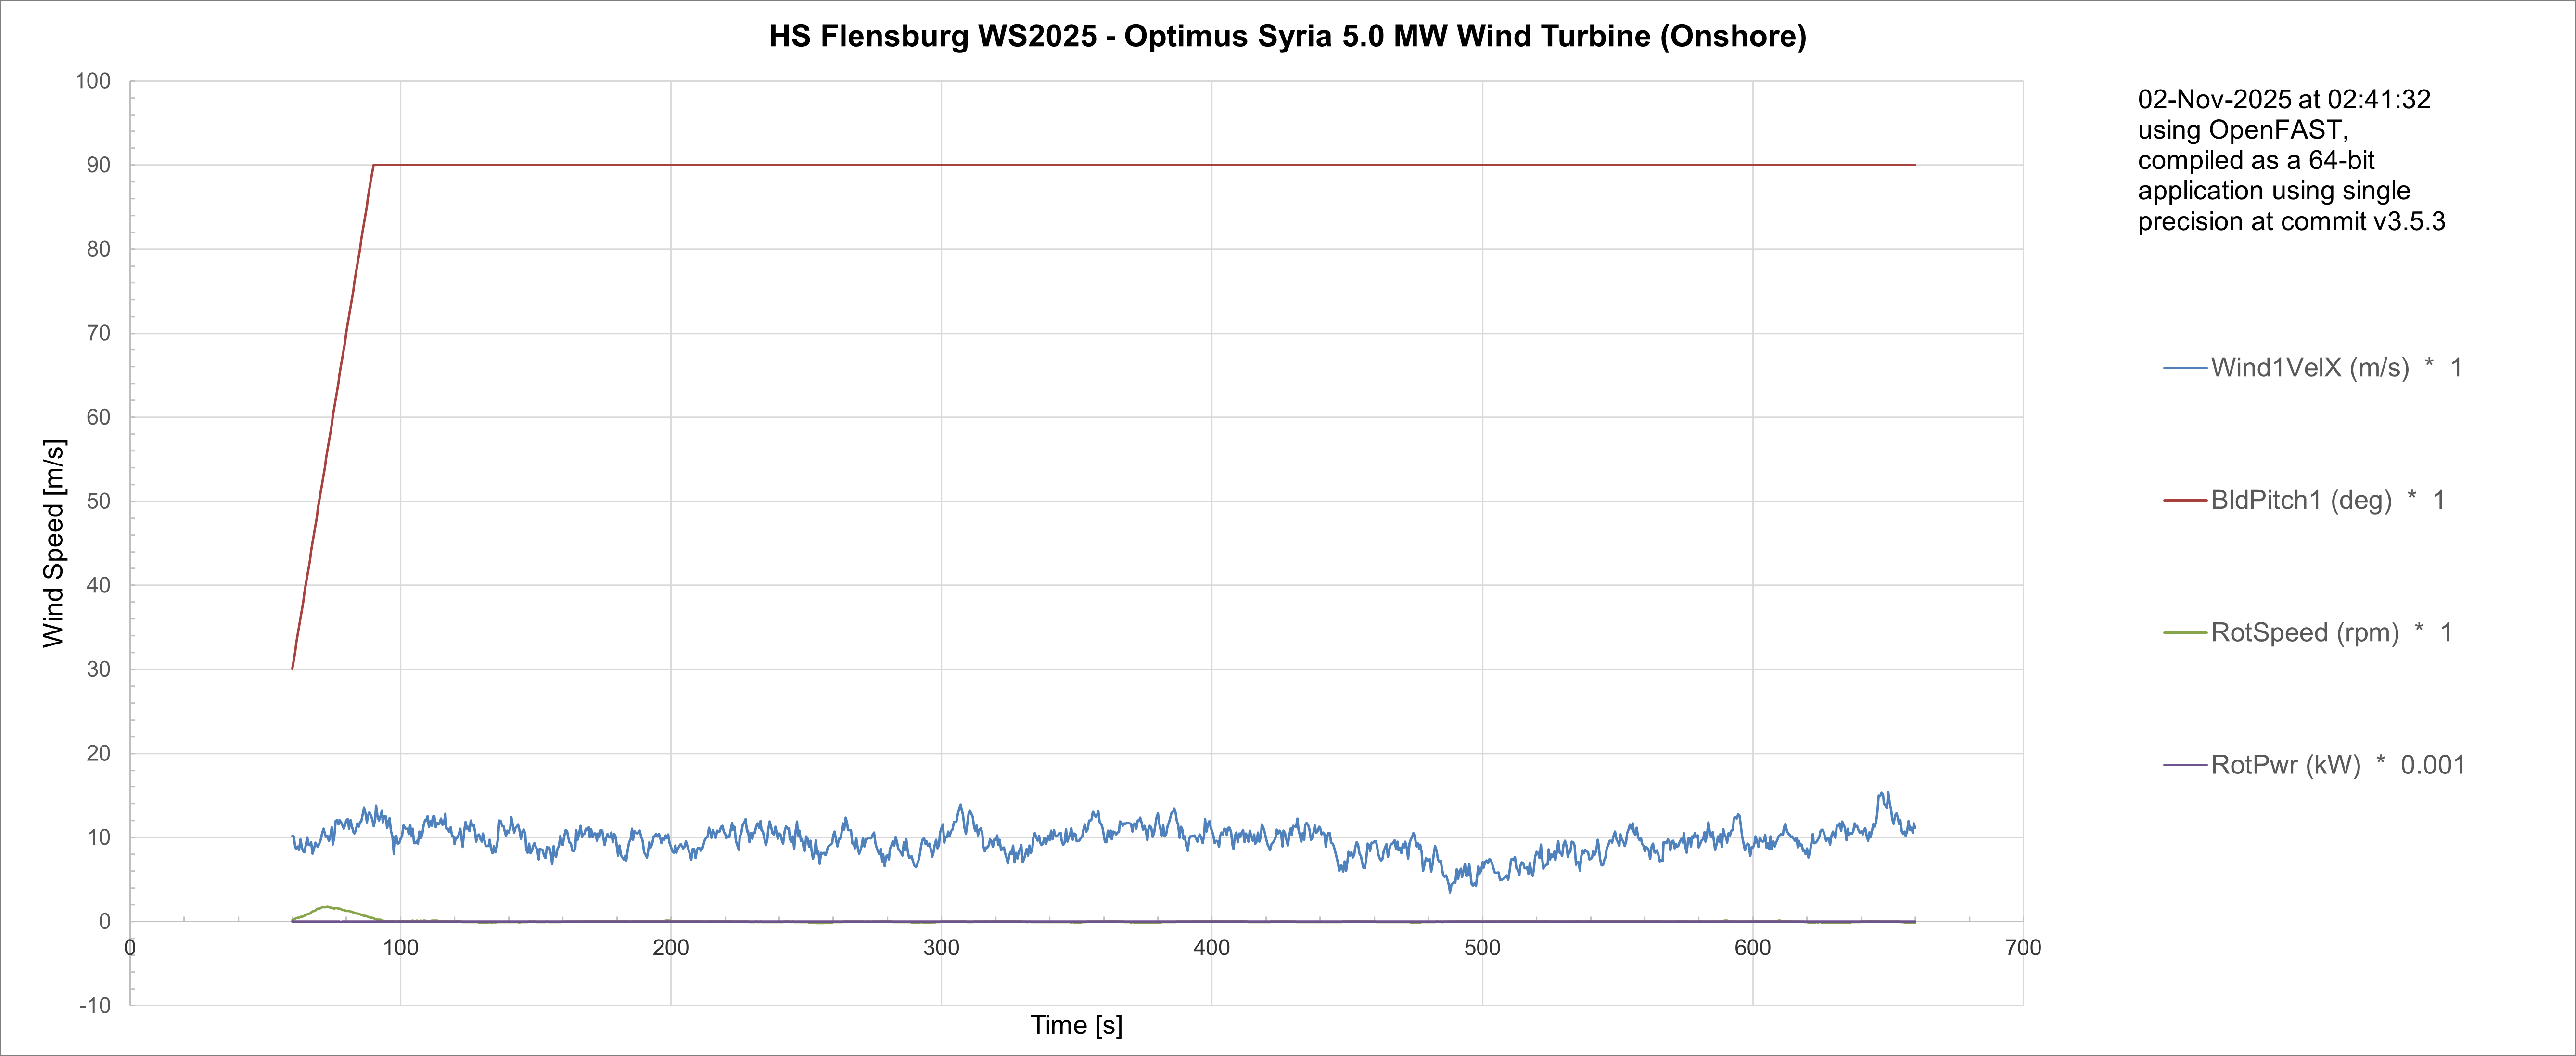 HS Flensburg WS2025 - Optimus Syria 5.0 MW Wind Turbine (Onshore)
02-Nov-2025 at 02:41:32
using OpenFAST,
compiled as a 64-bit
application using single
precision at commit v3.5.3
100
90
80
70
60
50
40
30
20
10
0
-10
Wind Speed [m/s]
0 100 200 300 400 500 600 700
Time [s]
Wind1VelX (m/s) * 1
BldPitch1 (deg) * 1
RotSpeed (rpm) * 1
RotPwr (kW) * 0.001